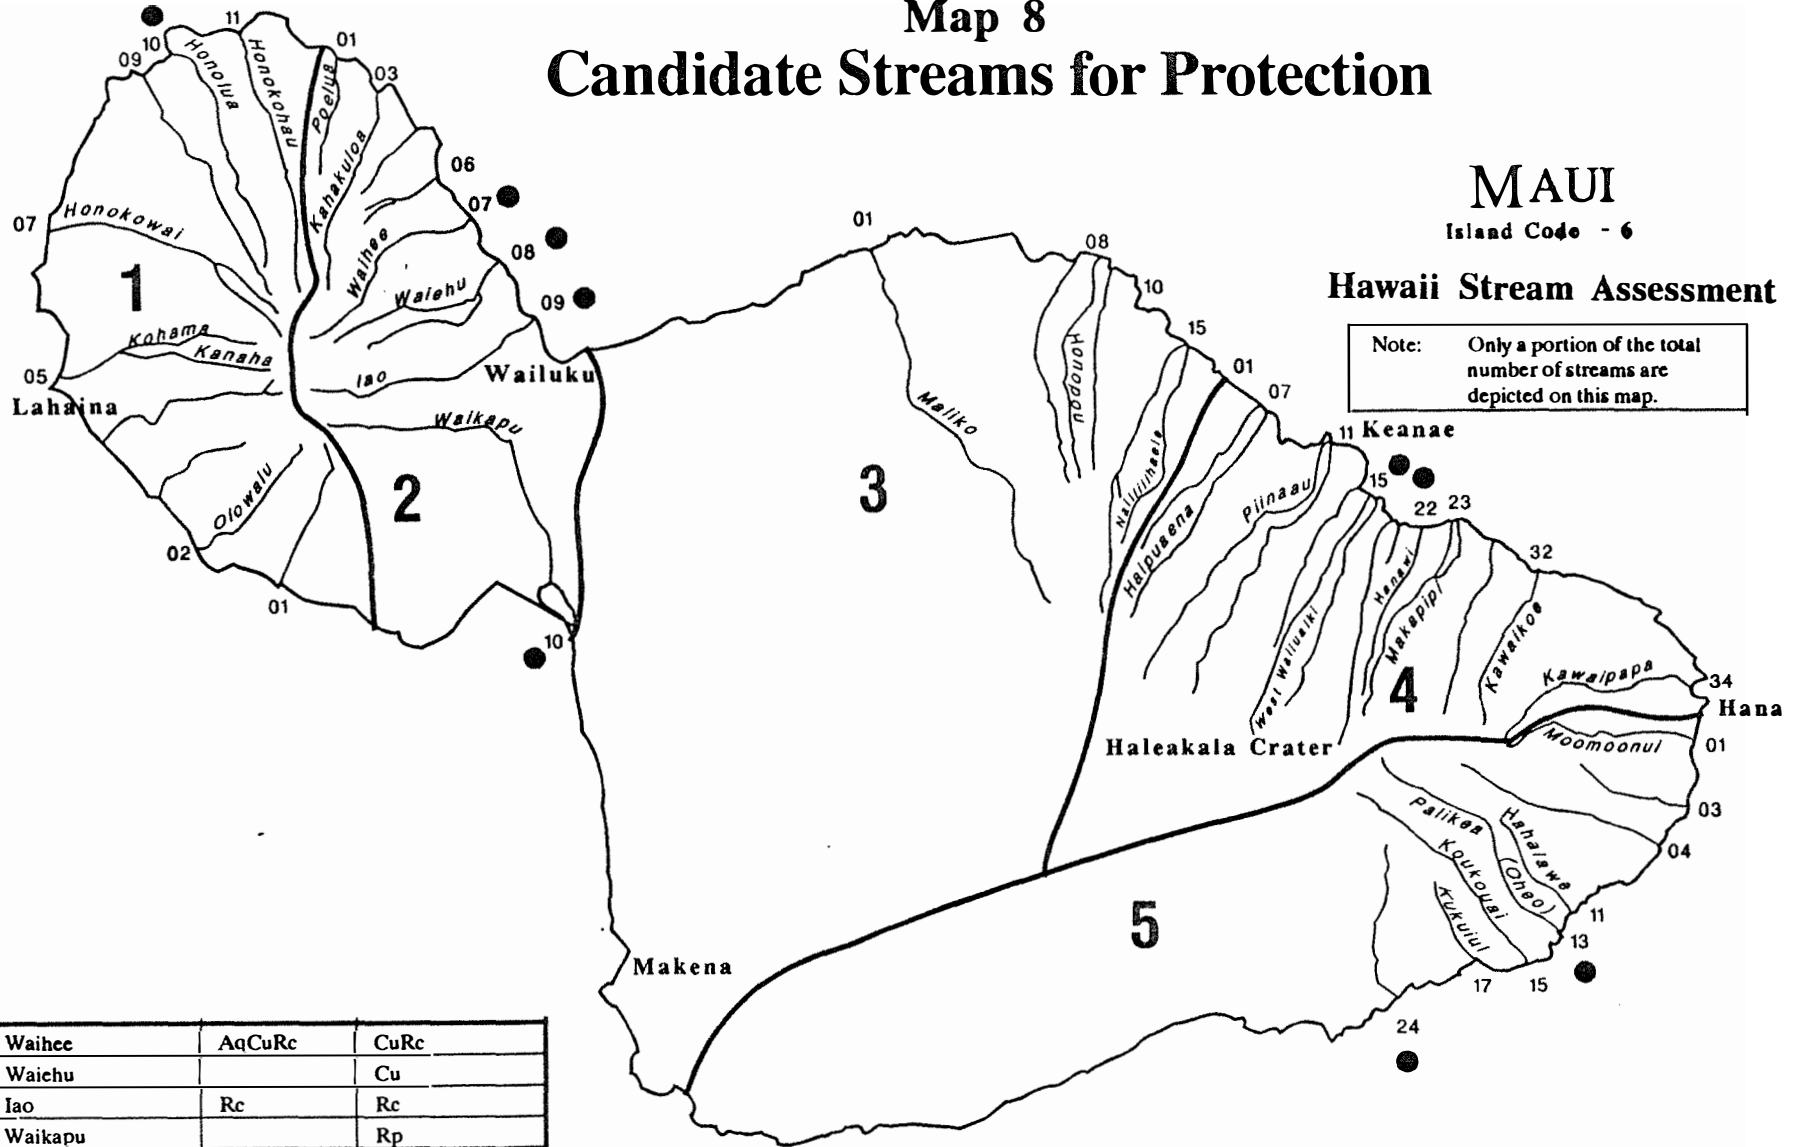 Map 8
Candidate Streams for Protection
MAUI
Island Code - 6
Hawaii Stream Assessment
Note: Only a portion of the total
number of streams are
depicted on this map.
09
10
11
01
03
06
07
08
09
10
07
05
02
01
Honolua
Honokohau
Poelua
Kahakuloa
Honokowai
Waihee
Waiehu
Kohama
Kanaha
Iao
Wailuku
Waikapu
Lahaina
Olowalu
1
2
01
08
10
15
Maliko
Honopou
3
01
07
11 Keanae
15
22
23
32
34
Nailiilihaele
Haipuaena
Piinaau
West Wailuaiki
Hanawi
Makapipi
Kawaikoe
Kawaipapa
4
Hana
Haleakala Crater
Moomoonui
01
03
04
11
13
15
17
24
Palikea
Hahalawe
(Oheo)
Koukouai
Kukuiul
5
Makena
Waihee AqCuRc CuRc
Waiehu Cu
Iao Rc Rc
Waikapu Rp